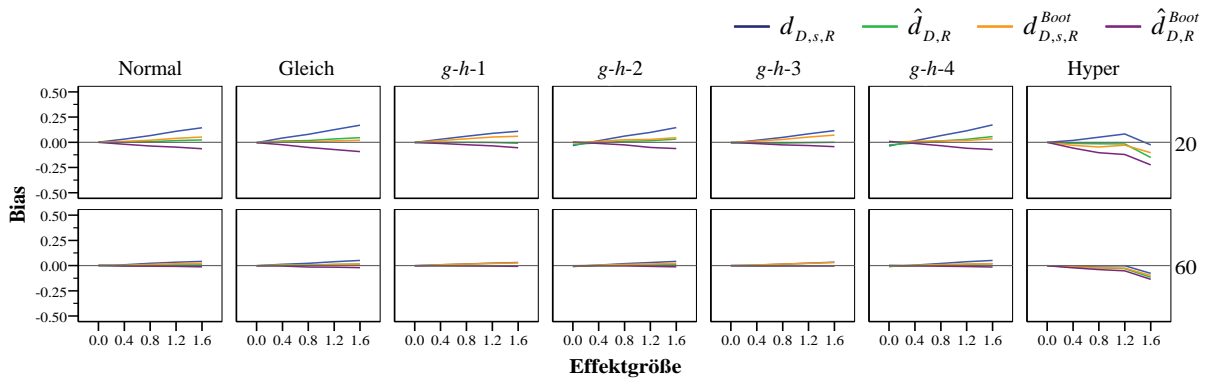 d_{D,s,R} \hat{d}_{D,R} d^{Boot}_{D,s,R} \hat{d}^{Boot}_{D,R}
Normal Gleich g-h-1 g-h-2 g-h-3 g-h-4 Hyper
0.50
0.25
0.00
-0.25
-0.50
20
Bias
0.50
0.25
0.00
-0.25
-0.50
60
0.0 0.4 0.8 1.2 1.6 0.0 0.4 0.8 1.2 1.6 0.0 0.4 0.8 1.2 1.6 0.0 0.4 0.8 1.2 1.6 0.0 0.4 0.8 1.2 1.6 0.0 0.4 0.8 1.2 1.6 0.0 0.4 0.8 1.2 1.6
Effektgröße